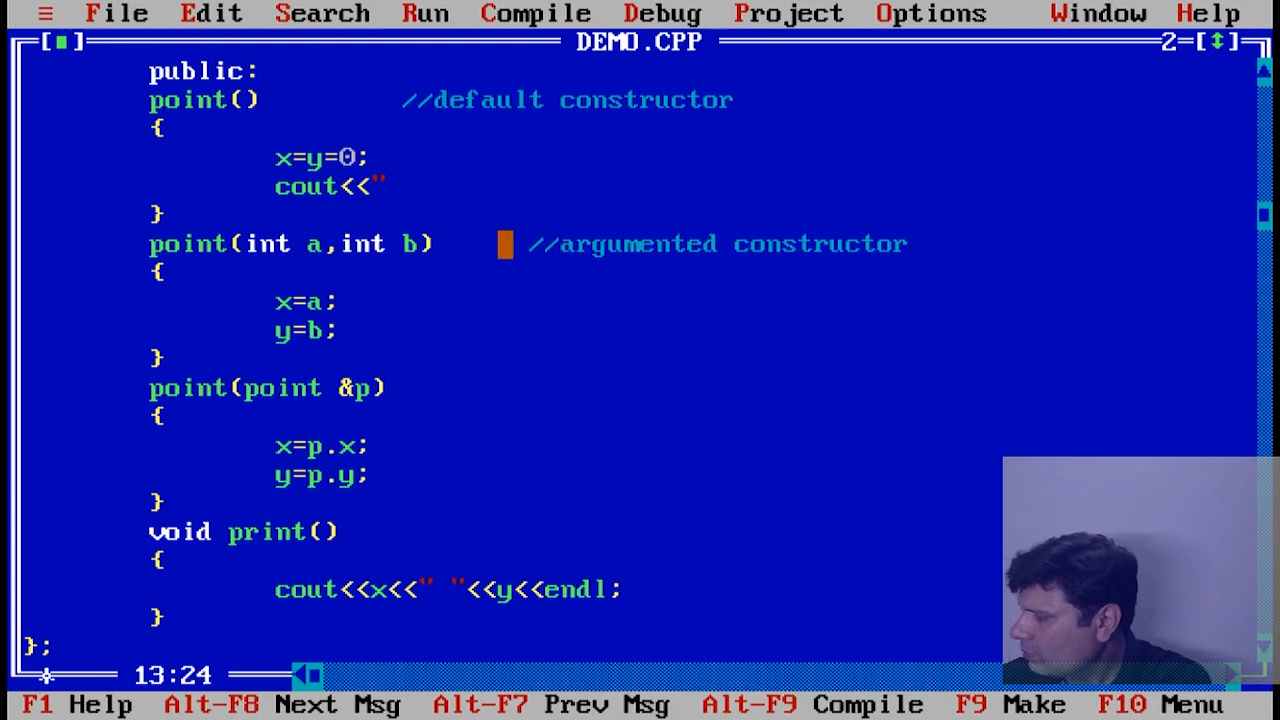 ≡ File Edit Search Run Compile Debug Project Options Window Help
[■] DEMO.CPP 2=[↕]
public:
point() //default constructor
{
x=y=0;
cout<<"
}
point(int a,int b) //argumented constructor
{
x=a;
y=b;
}
point(point &p)
{
x=p.x;
y=p.y;
}
void print()
{
cout<<x<<" "<<y<<endl;
}
};
13:24
F1 Help Alt-F8 Next Msg Alt-F7 Prev Msg Alt-F9 Compile F9 Make F10 Menu